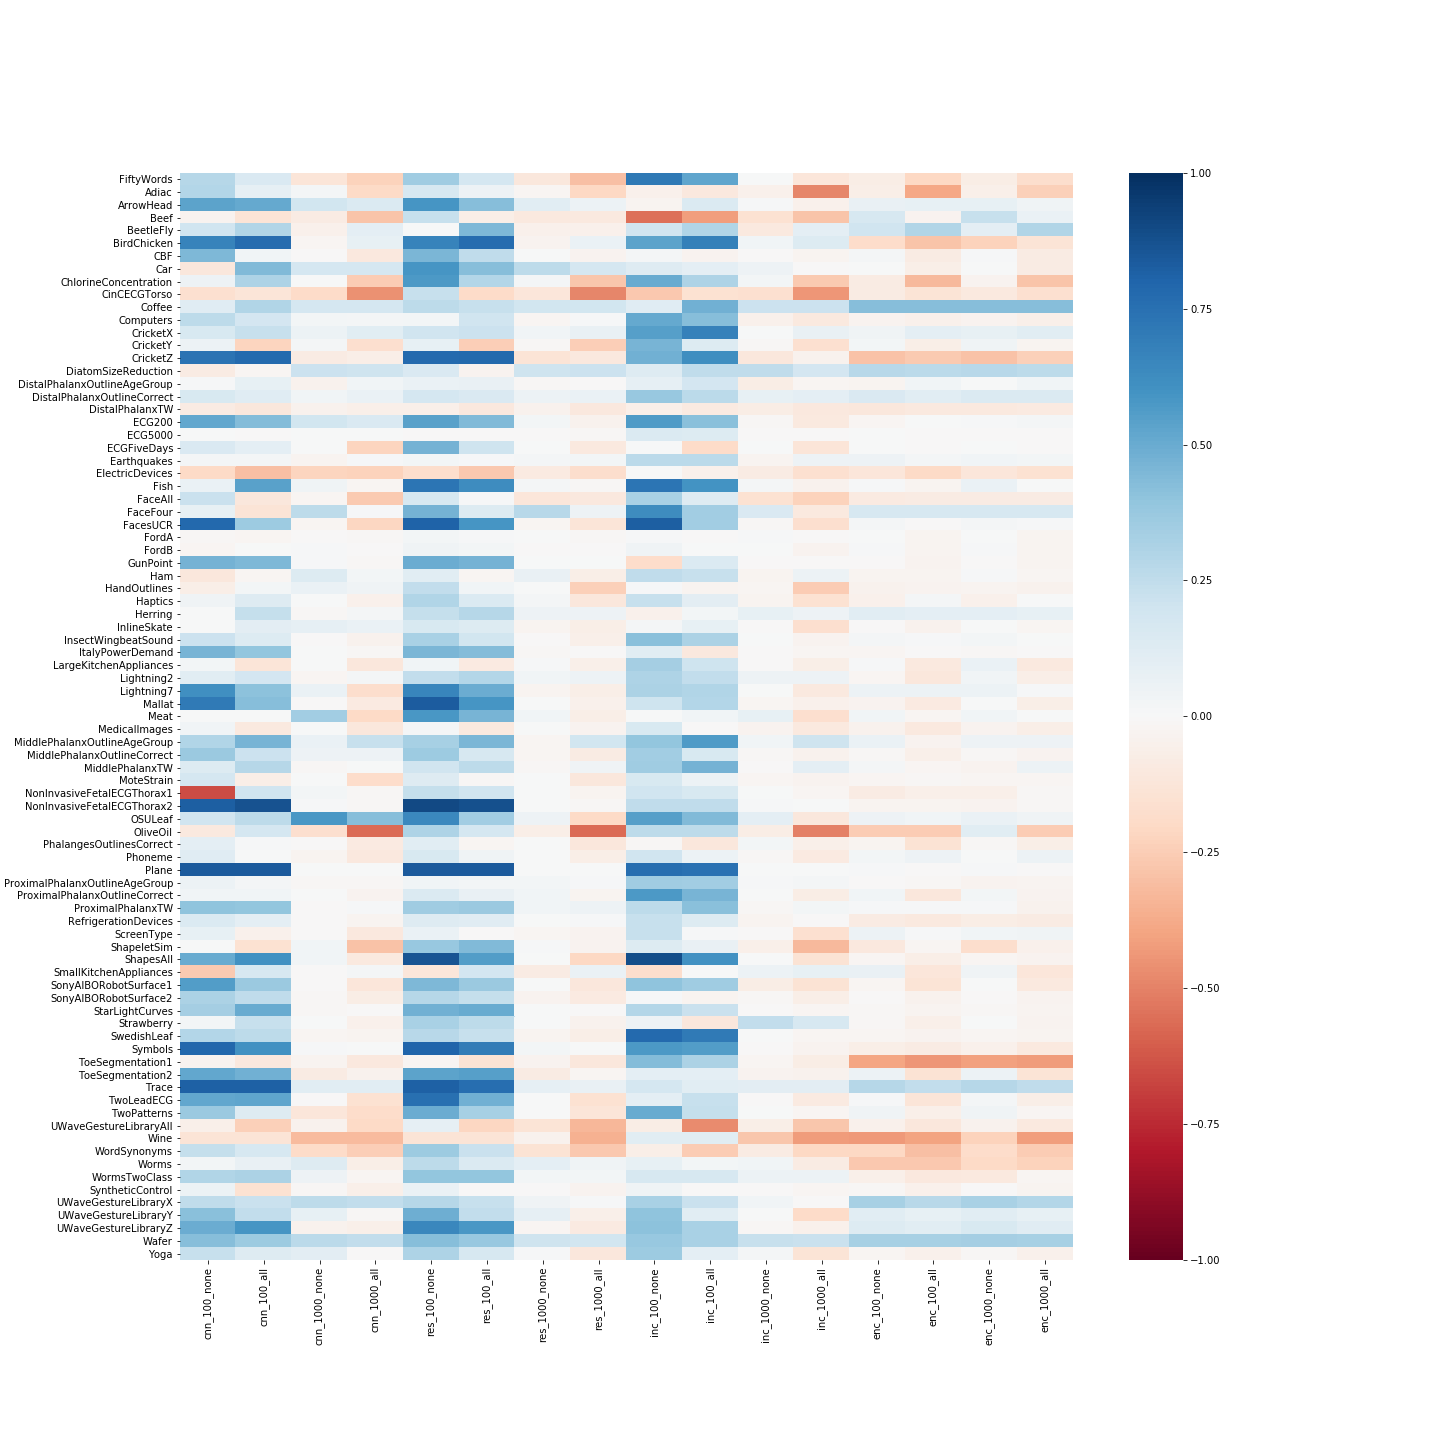 FiftyWords
Adiac
ArrowHead
Beef
BeetleFly
BirdChicken
CBF
Car
ChlorineConcentration
CinCECGTorso
Coffee
Computers
CricketX
CricketY
CricketZ
DiatomSizeReduction
DistalPhalanxOutlineAgeGroup
DistalPhalanxOutlineCorrect
DistalPhalanxTW
ECG200
ECG5000
ECGFiveDays
Earthquakes
ElectricDevices
Fish
FaceAll
FaceFour
FacesUCR
FordA
FordB
GunPoint
Ham
HandOutlines
Haptics
Herring
InlineSkate
InsectWingbeatSound
ItalyPowerDemand
LargeKitchenAppliances
Lightning2
Lightning7
Mallat
Meat
MedicalImages
MiddlePhalanxOutlineAgeGroup
MiddlePhalanxOutlineCorrect
MiddlePhalanxTW
MoteStrain
NonInvasiveFetalECGThorax1
NonInvasiveFetalECGThorax2
OSULeaf
OliveOil
PhalangesOutlinesCorrect
Phoneme
Plane
ProximalPhalanxOutlineAgeGroup
ProximalPhalanxOutlineCorrect
ProximalPhalanxTW
RefrigerationDevices
ScreenType
ShapeletSim
ShapesAll
SmallKitchenAppliances
SonyAIBORobotSurface1
SonyAIBORobotSurface2
StarLightCurves
Strawberry
SwedishLeaf
Symbols
ToeSegmentation1
ToeSegmentation2
Trace
TwoLeadECG
TwoPatterns
UWaveGestureLibraryAll
Wine
WordSynonyms
Worms
WormsTwoClass
SyntheticControl
UWaveGestureLibraryX
UWaveGestureLibraryY
UWaveGestureLibraryZ
Wafer
Yoga
cnn_100_none
cnn_100_all
cnn_1000_none
cnn_1000_all
res_100_none
res_100_all
res_1000_none
res_1000_all
inc_100_none
inc_100_all
inc_1000_none
inc_1000_all
enc_100_none
enc_100_all
enc_1000_none
enc_1000_all
1.00
0.75
0.50
0.25
0.00
−0.25
−0.50
−0.75
−1.00